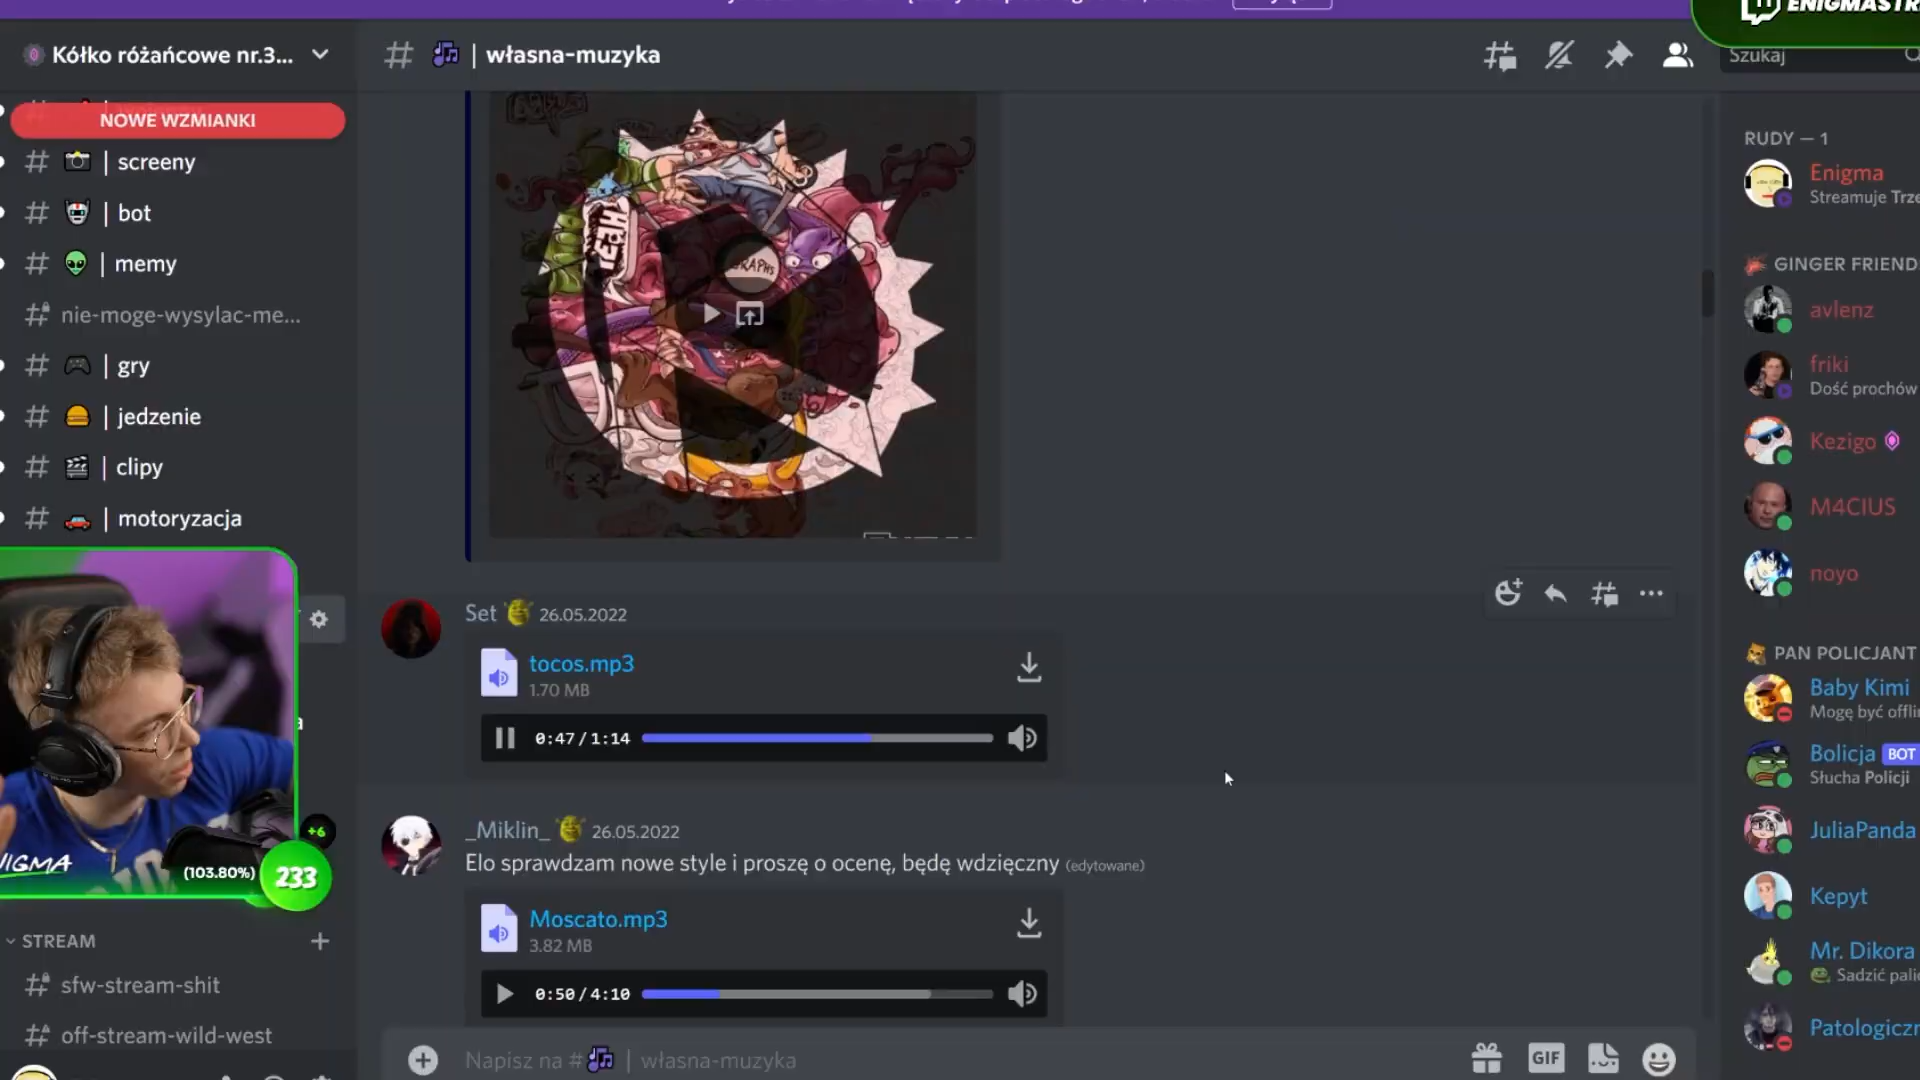 Kółko różańcowe nr.3...
NOWE WZMIANKI
| screeny
| bot
| memy
nie-moge-wysylac-me...
| gry
| jedzenie
| clipy
| motoryzacja
(103.80%)
+6
233
STREAM
sfw-stream-shit
off-stream-wild-west
| własna-muzyka
Set 26.05.2022
tocos.mp3
1.70 MB
0:47 / 1:14
_Miklin_ 26.05.2022
Elo sprawdzam nowe style i proszę o ocenę, będę wdzięczny (edytowane)
Moscato.mp3
3.82 MB
0:50 / 4:10
Napisz na # | własna-muzyka
GIF
ENIGMASTR
Szukaj
RUDY — 1
Enigma
Streamuje Trze
GINGER FRIENDS
avlenz
friki
Dość prochów
Kezigo
M4CIUS
noyo
PAN POLICJANT
Baby Kimi
Mogę być offlin
Bolicja BOT
Słucha Policji
JuliaPanda
Kepyt
Mr. Dikora
Sadzić palic
Patologiczn